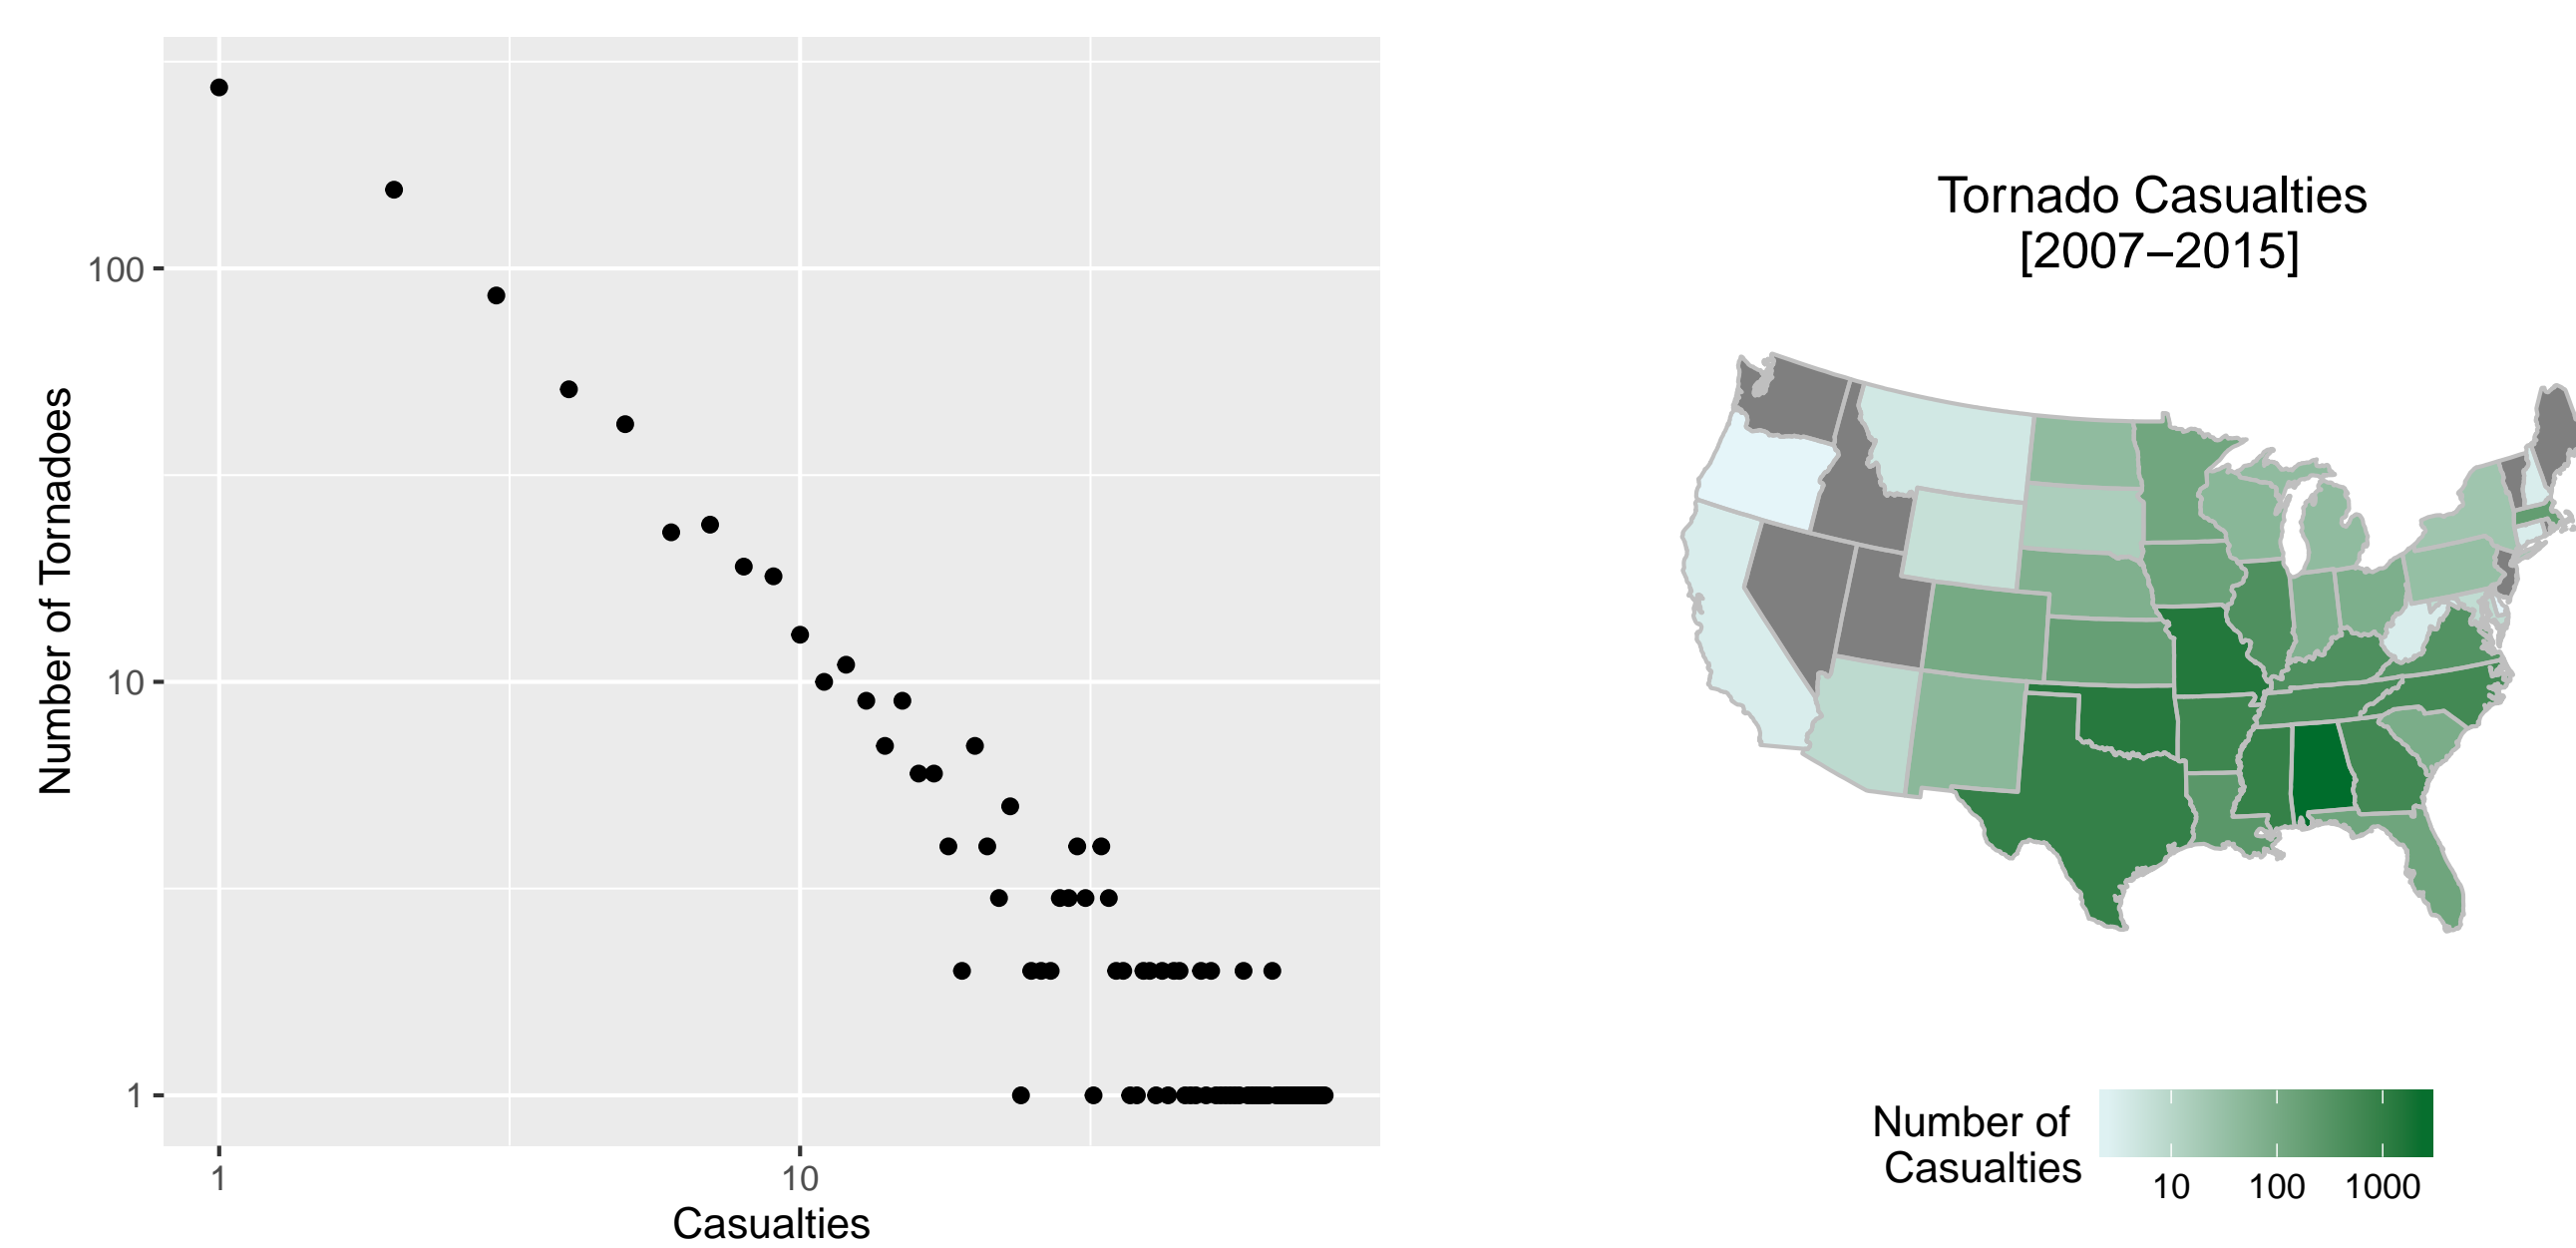 Number of Tornadoes
100
10
1
1
10
Casualties
Tornado Casualties
[2007–2015]
Number of
Casualties
10
100
1000